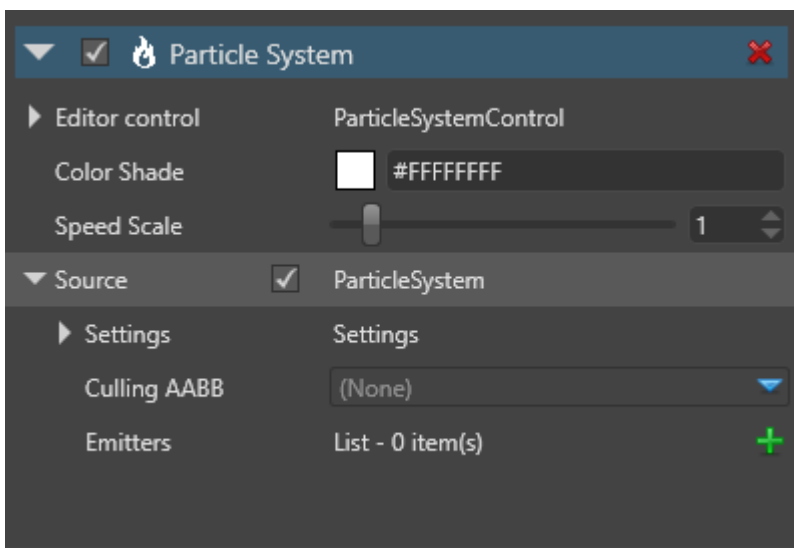 Particle System
Editor control ParticleSystemControl
Color Shade #FFFFFFFF
Speed Scale 1
Source ParticleSystem
Settings Settings
Culling AABB (None)
Emitters List - 0 item(s)